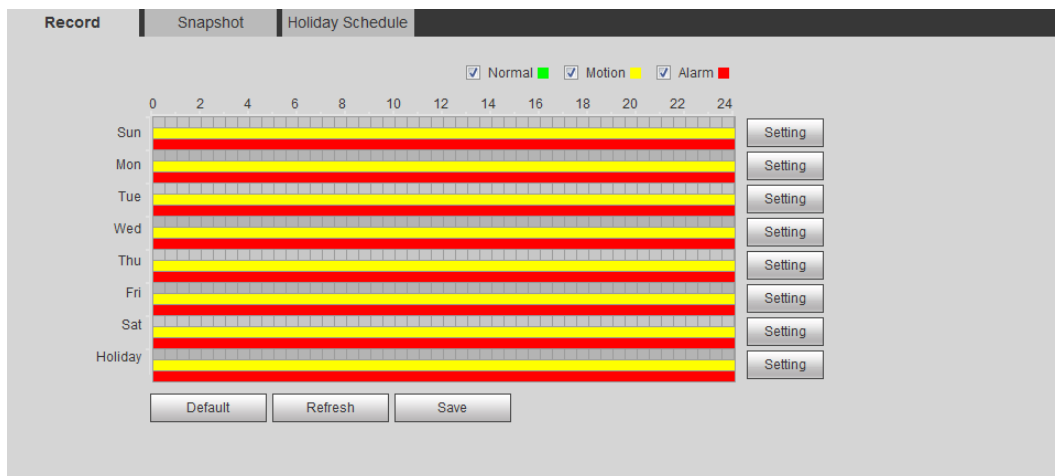 Record Snapshot Holiday Schedule
Normal Motion Alarm
0 2 4 6 8 10 12 14 16 18 20 22 24
Sun Setting
Mon Setting
Tue Setting
Wed Setting
Thu Setting
Fri Setting
Sat Setting
Holiday Setting
Default Refresh Save